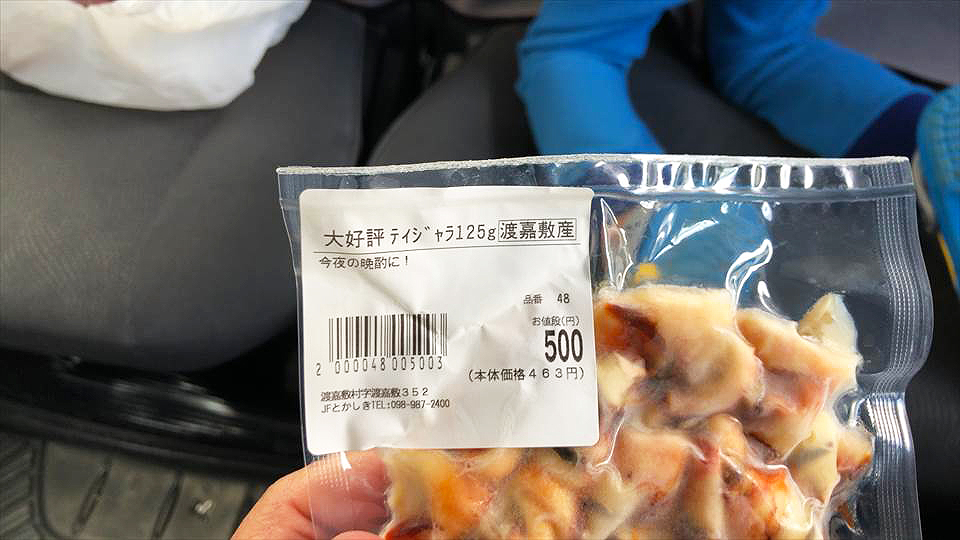 大好評 ﾃｲｼﾞｬﾗ125g 渡嘉敷産
今夜の晩酌に！
品番 48
お値段(円)
500
(本体価格４６３円)
2 000048 005003
渡嘉敷村字渡嘉敷３５２
JFとかしきTEL:098-987-2400